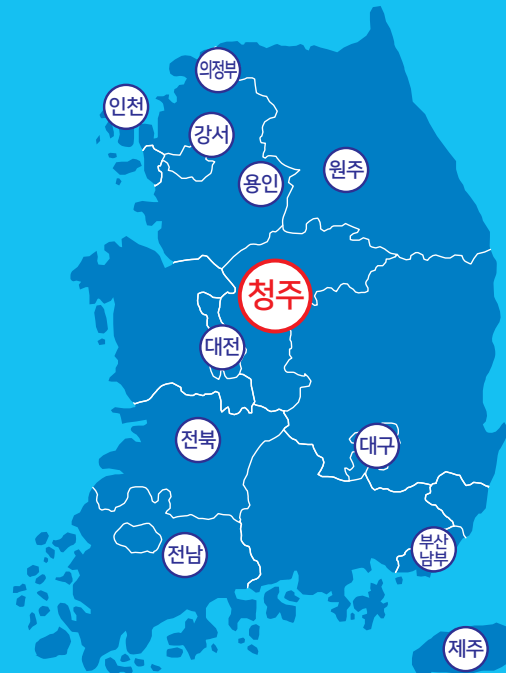 의정부
인천
강서
용인
원주
청주
대전
전북
대구
전남
부산
남부
제주